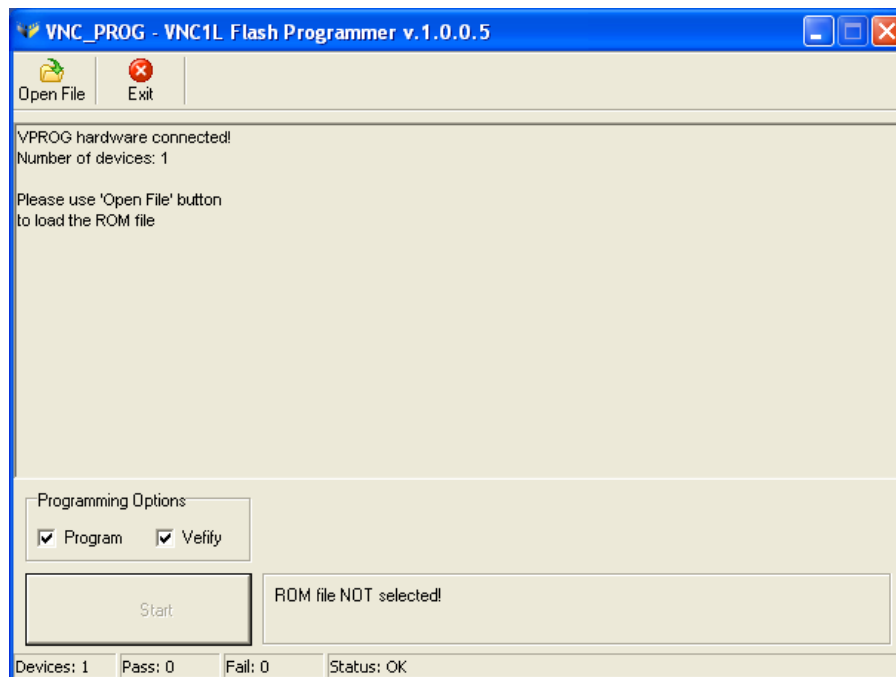 VNC_PROG - VNC1L Flash Programmer v.1.0.0.5
Open File Exit
VPROG hardware connected!
Number of devices: 1
Please use 'Open File' button
to load the ROM file
Programming Options
Program Vefify
Start
ROM file NOT selected!
Devices: 1 Pass: 0 Fail: 0 Status: OK